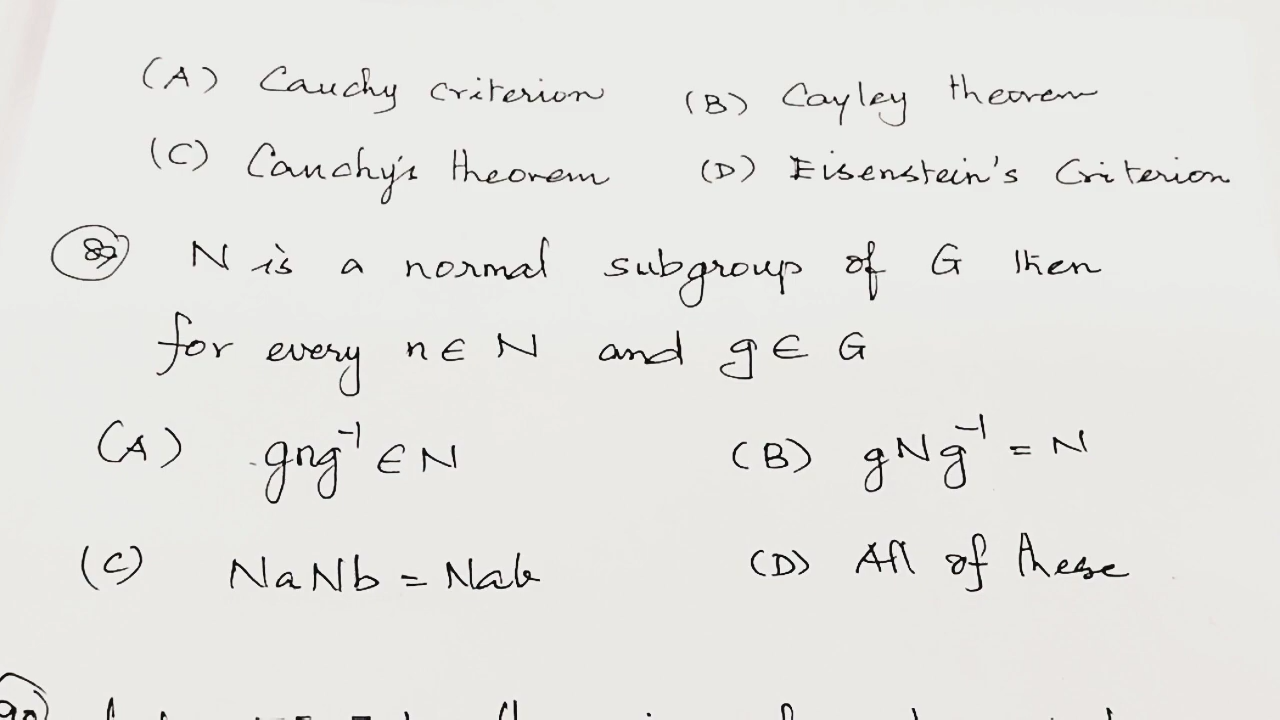 (A) Cauchy criterion (B) Cayley theorem
(C) Cauchy's theorem (D) Eisenstein's Criterion
89 N is a normal subgroup of G then
for every n ∈ N and g ∈ G
(A) gng⁻¹ ∈ N (B) gNg⁻¹ = N
(C) NaNb = Nab (D) All of these
90